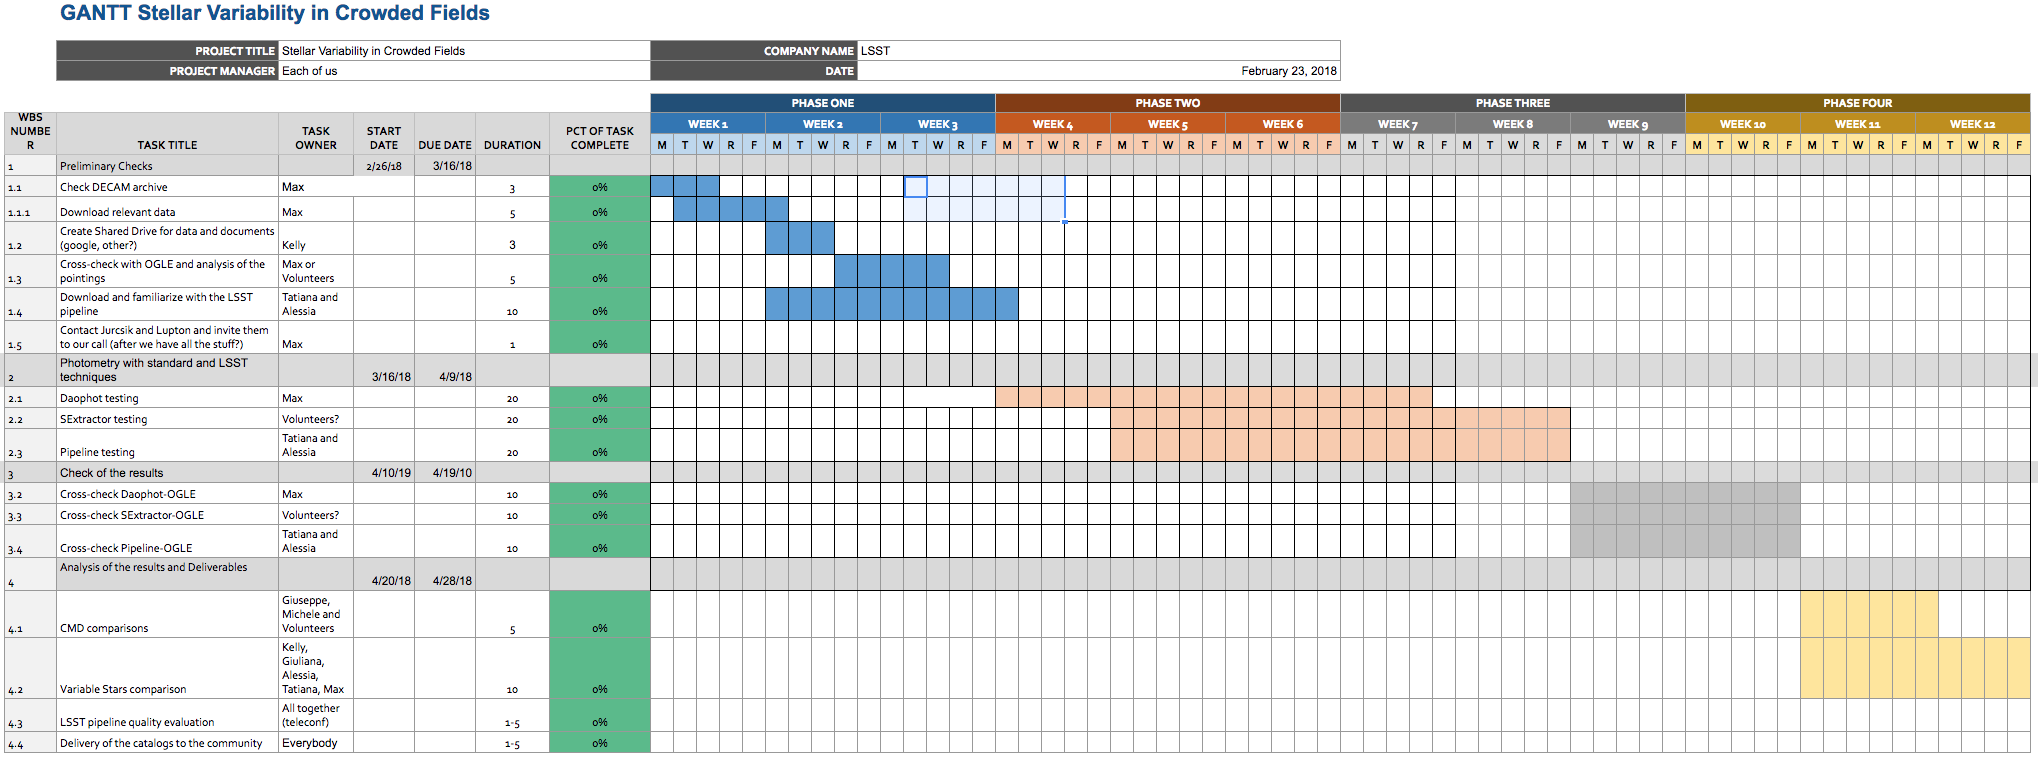 GANTT Stellar Variability in Crowded Fields
PROJECT TITLE Stellar Variability in Crowded Fields COMPANY NAME LSST
PROJECT MANAGER Each of us DATE February 23, 2018
PHASE ONE PHASE TWO PHASE THREE PHASE FOUR
WBS NUMBE R TASK TITLE TASK OWNER START DATE DUE DATE DURATION PCT OF TASK COMPLETE
WEEK 1 WEEK 2 WEEK 3 WEEK 4 WEEK 5 WEEK 6 WEEK 7 WEEK 8 WEEK 9 WEEK 10 WEEK 11 WEEK 12
M T W R F M T W R F M T W R F M T W R F M T W R F M T W R F M T W R F M T W R F M T W R F M T W R F M T W R F M T W R F
1 Preliminary Checks 2/26/18 3/16/18
1.1 Check DECAM archive Max 3 0%
1.1.1 Download relevant data Max 5 0%
1.2 Create Shared Drive for data and documents (google, other?) Kelly 3 0%
1.3 Cross-check with OGLE and analysis of the pointings Max or Volunteers 5 0%
1.4 Download and familiarize with the LSST pipeline Tatiana and Alessia 10 0%
1.5 Contact Jurcsik and Lupton and invite them to our call (after we have all the stuff?) Max 1 0%
2 Photometry with standard and LSST techniques 3/16/18 4/9/18
2.1 Daophot testing Max 20 0%
2.2 SExtractor testing Volunteers? 20 0%
2.3 Pipeline testing Tatiana and Alessia 20 0%
3 Check of the results 4/10/19 4/19/10
3.2 Cross-check Daophot-OGLE Max 10 0%
3.3 Cross-check SExtractor-OGLE Volunteers? 10 0%
3.4 Cross-check Pipeline-OGLE Tatiana and Alessia 10 0%
4 Analysis of the results and Deliverables 4/20/18 4/28/18
4.1 CMD comparisons Giuseppe, Michele and Volunteers 5 0%
4.2 Variable Stars comparison Kelly, Giuliana, Alessia, Tatiana, Max 10 0%
4.3 LSST pipeline quality evaluation All together (teleconf) 1-5 0%
4.4 Delivery of the catalogs to the community Everybody 1-5 0%